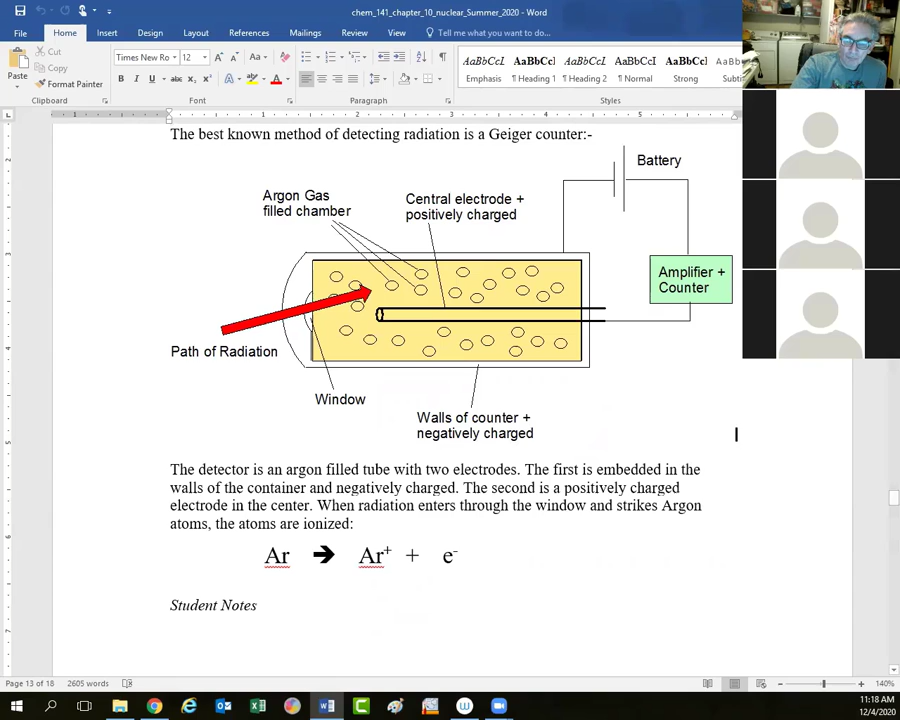 chem_141_chapter_10_nuclear_Summer_2020 - Word
File Home Insert Design Layout References Mailings Review View Tell me what you want to do...
Paste
Cut
Copy
Format Painter
Clipboard
Times New Ro 12
Font
Paragraph
AaBbCcI AaBbCcI AaBbCcI AaBbCcI AaBbCcI AaBbCcI
Emphasis ¶ Heading 1 ¶ Heading 2 ¶ Normal Strong Subti
Styles
The best known method of detecting radiation is a Geiger counter:-
Battery
Argon Gas
filled chamber
Central electrode +
positively charged
Amplifier +
Counter
Path of Radiation
Window
Walls of counter +
negatively charged
The detector is an argon filled tube with two electrodes. The first is embedded in the
walls of the container and negatively charged. The second is a positively charged
electrode in the center. When radiation enters through the window and strikes Argon
atoms, the atoms are ionized:
Ar ➔ Ar⁺ + e⁻
Student Notes
Page 13 of 18 2605 words 140%
11:18 AM
12/4/2020